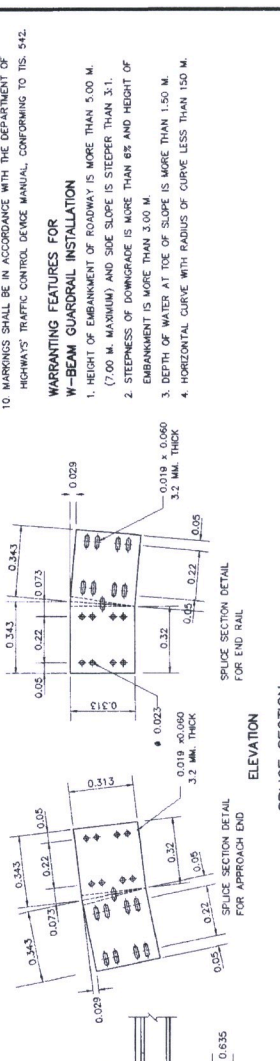 10. MARKINGS SHALL BE IN ACCORDANCE WITH THE DEPARTMENT OF
HIGHWAYS' TRAFFIC CONTROL DEVICE MANUAL, CONFORMING TO TIS. 542.
WARRANTING FEATURES FOR
W-BEAM GUARDRAIL INSTALLATION
1. HEIGHT OF EMBANKMENT OF ROADWAY IS MORE THAN 5.00 M.
(7.00 M. MAXIMUM) AND SIDE SLOPE IS STEEPER THAN 3:1.
2. STEEPNESS OF DOWNGRADE IS MORE THAN 6% AND HEIGHT OF
EMBANKMENT IS MORE THAN 3.00 M.
3. DEPTH OF WATER AT TOE OF SLOPE IS MORE THAN 1.50 M.
4. HORIZONTAL CURVE WITH RADIUS OF CURVE LESS THAN 150 M.
0.343
0.343
0.073
0.05
0.22
0.029
0.313
0.32
0.05
0.22
0.05
0.019 x0.060
3.2 MM. THICK
SPLICE SECTION DETAIL
FOR APPROACH END
0.343
0.343
0.073
0.05
0.22
0.029
0.313
ø 0.023
0.019 x 0.060
3.2 MM. THICK
0.32
0.05
0.22
0.05
SPLICE SECTION DETAIL
FOR END RAIL
ELEVATION
SPLICE SECTION
0.635